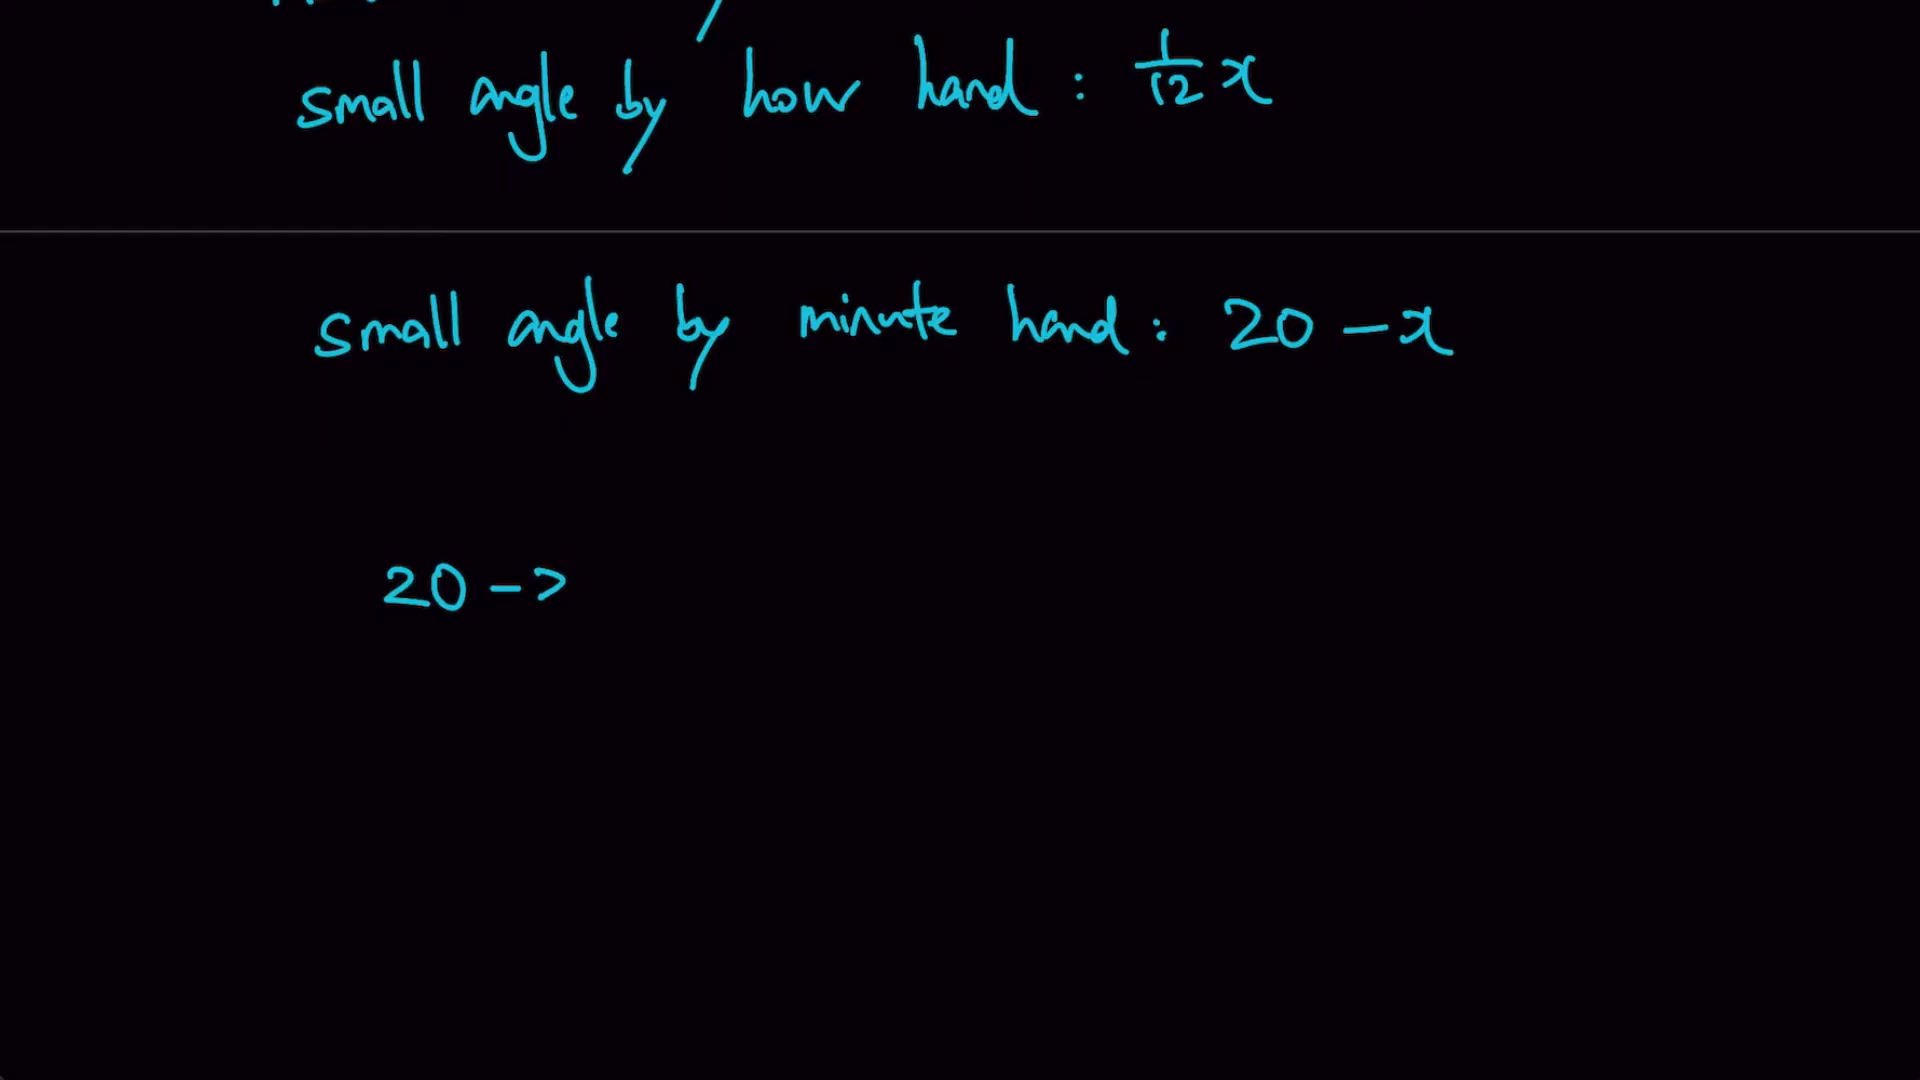 small angle by hour hand: 1/12 x
small angle by minute hand: 20 - x
20 ->